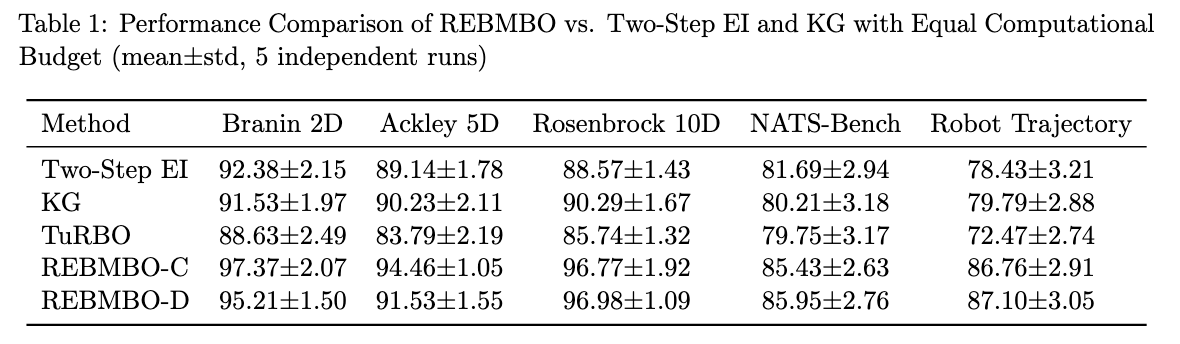 Table 1: Performance Comparison of REBMBO vs. Two-Step EI and KG with Equal Computational
Budget (mean±std, 5 independent runs)
Method Branin 2D Ackley 5D Rosenbrock 10D NATS-Bench Robot Trajectory
Two-Step EI 92.38±2.15 89.14±1.78 88.57±1.43 81.69±2.94 78.43±3.21
KG 91.53±1.97 90.23±2.11 90.29±1.67 80.21±3.18 79.79±2.88
TuRBO 88.63±2.49 83.79±2.19 85.74±1.32 79.75±3.17 72.47±2.74
REBMBO-C 97.37±2.07 94.46±1.05 96.77±1.92 85.43±2.63 86.76±2.91
REBMBO-D 95.21±1.50 91.53±1.55 96.98±1.09 85.95±2.76 87.10±3.05